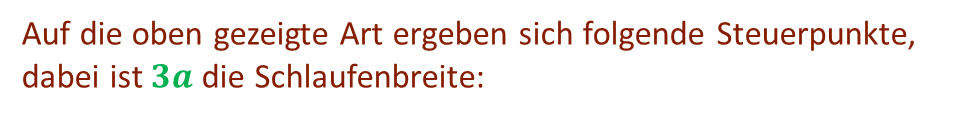 Auf die oben gezeigte Art ergeben sich folgende Steuerpunkte,
dabei ist 3a die Schlaufenbreite: